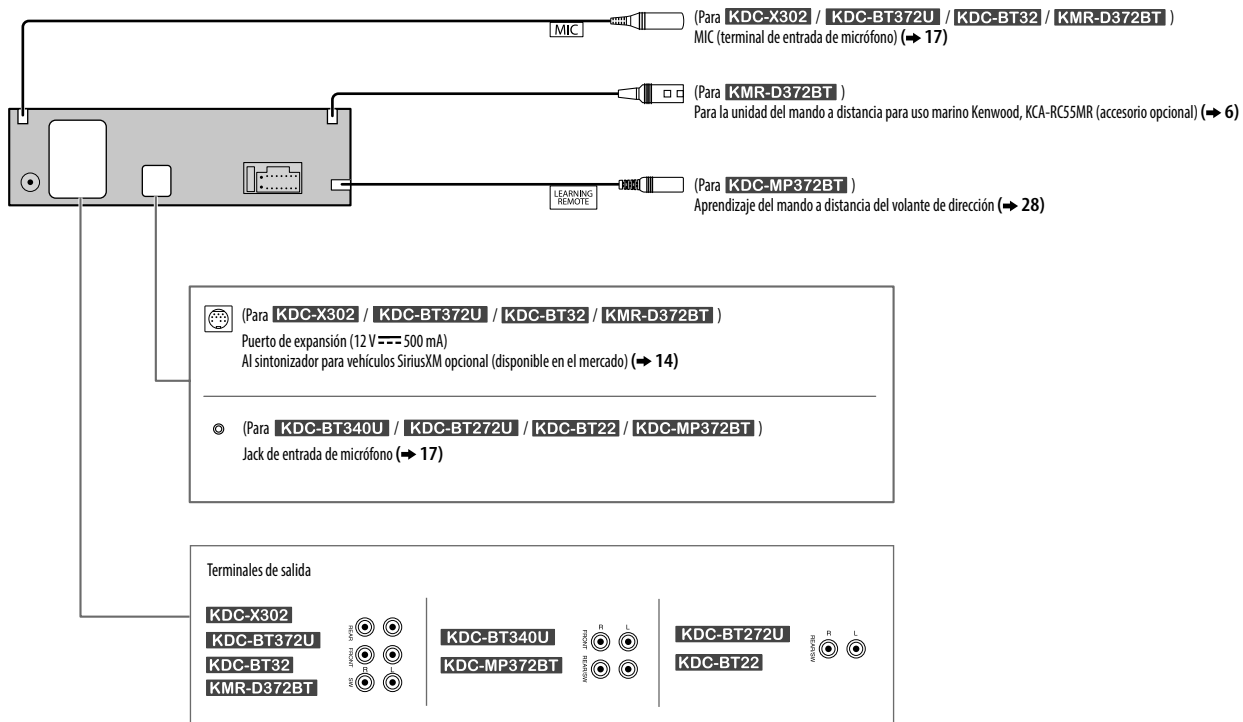 MIC
(Para KDC-X302 / KDC-BT372U / KDC-BT32 / KMR-D372BT )
MIC (terminal de entrada de micrófono) (➜ 17)
(Para KMR-D372BT )
Para la unidad del mando a distancia para uso marino Kenwood, KCA-RC55MR (accesorio opcional) (➜ 6)
LEARNING
REMOTE
(Para KDC-MP372BT )
Aprendizaje del mando a distancia del volante de dirección (➜ 28)
(Para KDC-X302 / KDC-BT372U / KDC-BT32 / KMR-D372BT )
Puerto de expansión (12 V ⎓ 500 mA)
Al sintonizador para vehículos SiriusXM opcional (disponible en el mercado) (➜ 14)
(Para KDC-BT340U / KDC-BT272U / KDC-BT22 / KDC-MP372BT )
Jack de entrada de micrófono (➜ 17)
Terminales de salida
KDC-X302
KDC-BT372U
KDC-BT32
KMR-D372BT
REAR
FRONT
R L
SW
KDC-BT340U
KDC-MP372BT
R L
FRONT
REAR/SW
KDC-BT272U
KDC-BT22
R L
REAR/SW